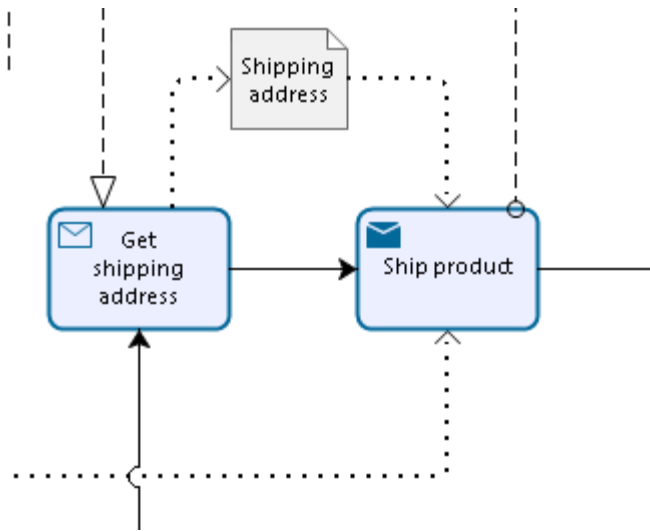 Shipping
address
Get
shipping
address
Ship product